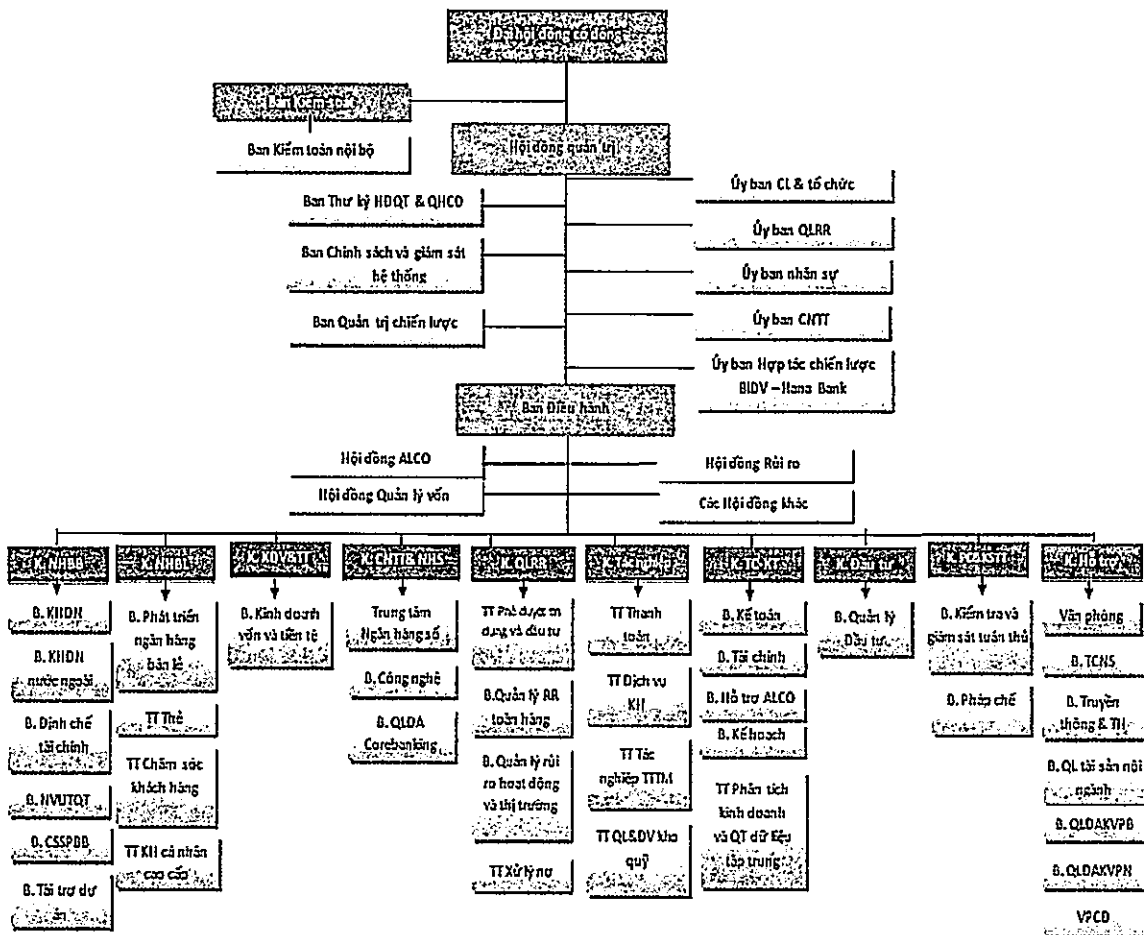 Đại hội đồng cổ đông
Ban Kiểm soát
Ban Kiểm toán nội bộ
Hội đồng quản trị
Ban Thư ký HĐQT & QHCĐ
Ban Chính sách và giám sát
hệ thống
Ban Quản trị chiến lược
Ủy ban CL & tổ chức
Ủy ban QLRR
Ủy ban nhân sự
Ủy ban CNTT
Ủy ban Hợp tác chiến lược
BIDV – Hana Bank
Ban Điều hành
Hội đồng ALCO
Hội đồng Rủi ro
Hội đồng Quản lý vốn
Các Hội đồng khác
K. NHBB
B. KHDN
B. KHDN
nước ngoài
B. Định chế
tài chính
B. NVUTQT
B. CSSPBB
B. Tài trợ dự
án
K. NHBL
B. Phát triển
ngân hàng
bán lẻ
TT Thẻ
TT Chăm sóc
khách hàng
TT KH cá nhân
cao cấp
K. KDV&TT
B. Kinh doanh
vốn và tiền tệ
K. CNTT& NHS
Trung tâm
Ngân hàng số
B. Công nghệ
B. QLDA
Corebanking
K. QLRR
TT Phê duyệt tín
dụng và đầu tư
B.Quản lý RR
toàn hàng
B. Quản lý rủi
ro hoạt động
và thị trường
TT Xử lý nợ
K. Tác nghiệp
TT Thanh
toán
TT Dịch vụ
KH
TT Tác
nghiệp TTTM
TT QL&DV kho
quỹ
K. TC-KT
B. Kế toán
B. Tài chính
B. Hỗ trợ ALCO
B. Kế hoạch
TT Phân tích
kinh doanh
và QT dữ liệu
tập trung
K. Đầu tư
B. Quản lý
Đầu tư
B. Kiểm tra và
giám sát tuân thủ
B. Pháp chế
K. Hỗ trợ
Văn phòng
B. TCNS
B. Truyền
thông & TH
B. QL tài sản nội
ngành
B. QLDAKVPB
B. QLDAKVPN
VPCĐ